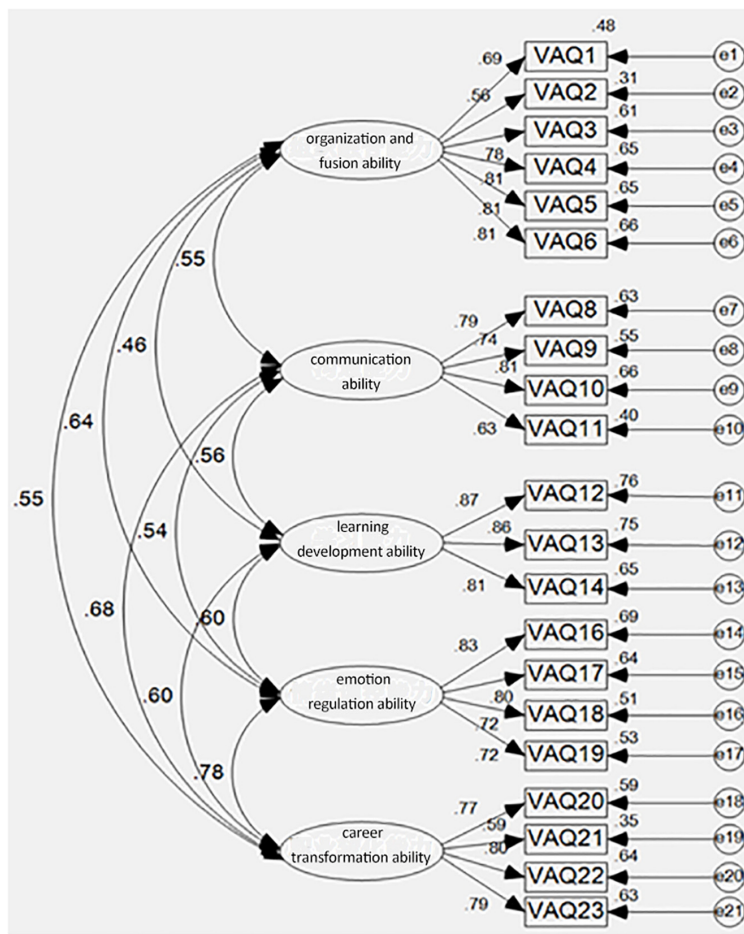 .48
.69 VAQ1 e1
.56 VAQ2 .31 e2
VAQ3 .61 e3
organization and
fusion ability
.78 VAQ4 .65 e4
.81 VAQ5 .65 e5
.81 VAQ6 .66 e6
.81
.55
.46
.64
.55
.79 VAQ8 .63 e7
.74 VAQ9 .55 e8
communication
ability
.81 VAQ10 .66 e9
.63 VAQ11 .40 e10
.56
.54
.68
.87 VAQ12 .76 e11
learning
development ability
.86 VAQ13 .75 e12
.81 VAQ14 .65 e13
.60
.60
.78
.83 VAQ16 .69 e14
emotion
regulation ability
VAQ17 .64 e15
.80 VAQ18 .51 e16
.72 VAQ19 .53 e17
.72
.77 VAQ20 .59 e18
.59 VAQ21 .35 e19
career
transformation ability
.80 VAQ22 .64 e20
.79 VAQ23 .63 e21